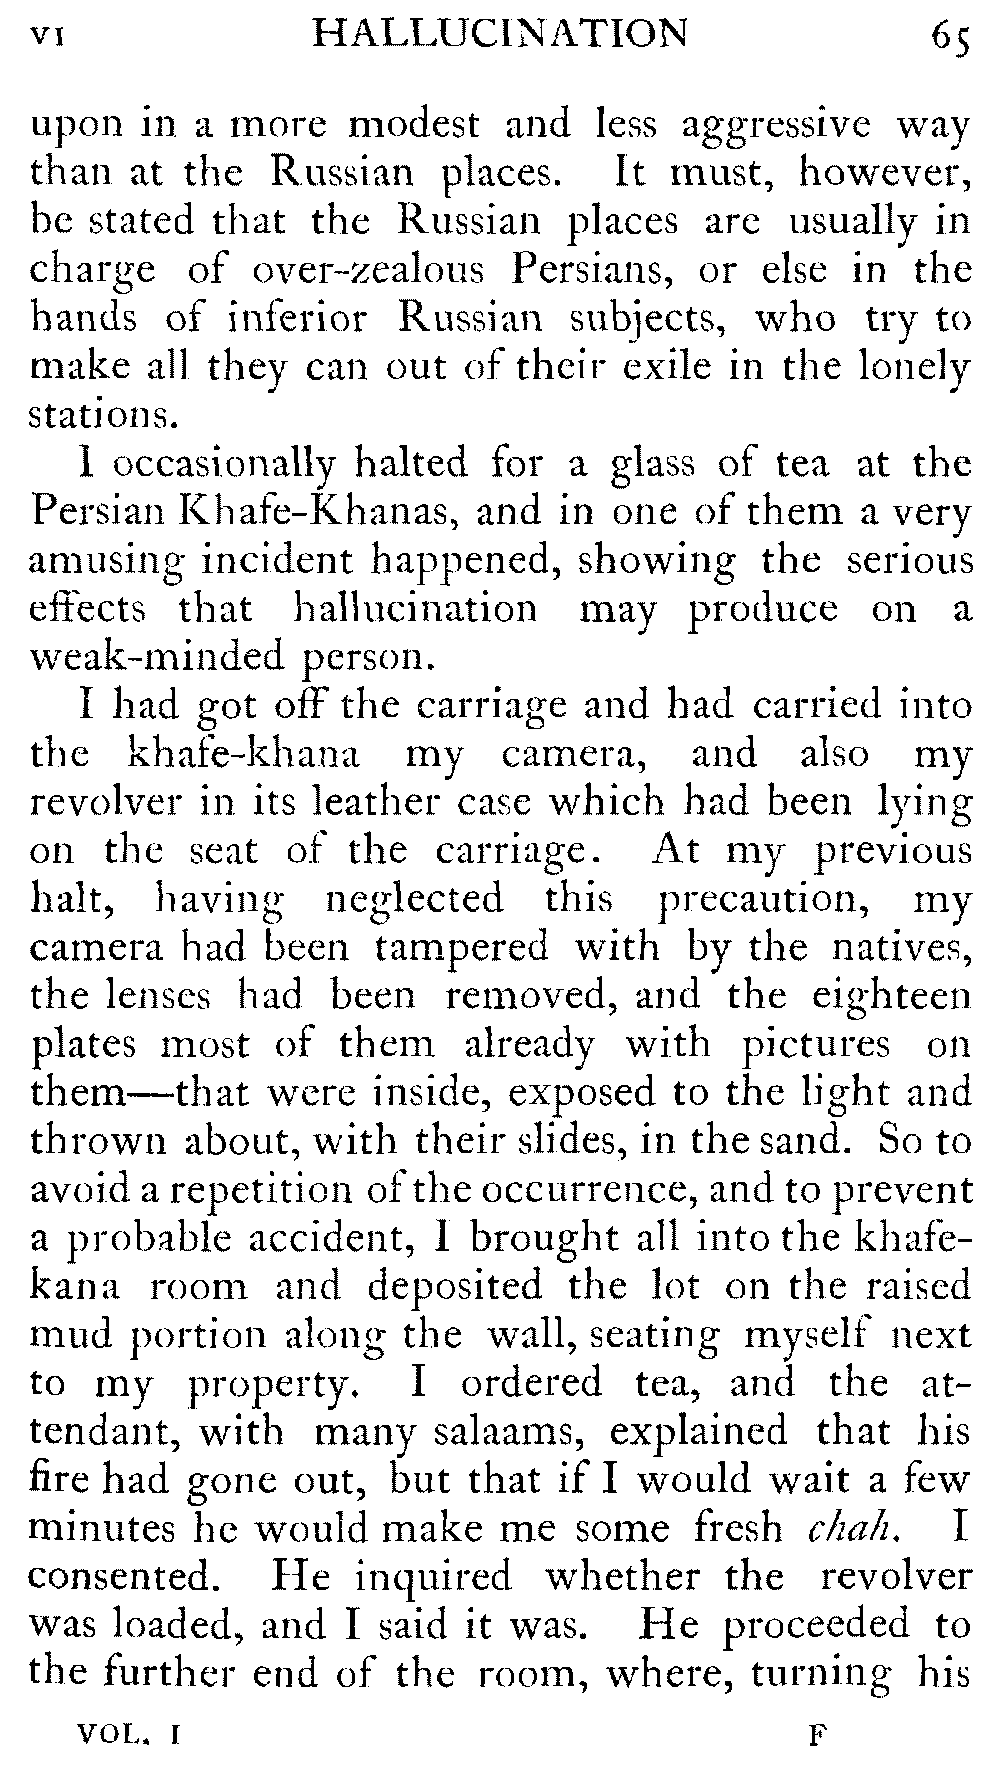 VI HALLUCINATION 65
upon in a more modest and less aggressive way
than at the Russian places. It must, however,
be stated that the Russian places are usually in
charge of over-zealous Persians, or else in the
hands of inferior Russian subjects, who try to
make all they can out of their exile in the lonely
stations.
I occasionally halted for a glass of tea at the
Persian Khafe-Khanas, and in one of them a very
amusing incident happened, showing the serious
effects that hallucination may produce on a
weak-minded person.
I had got off the carriage and had carried into
the khafe-khana my camera, and also my
revolver in its leather case which had been lying
on the seat of the carriage. At my previous
halt, having neglected this precaution, my
camera had been tampered with by the natives,
the lenses had been removed, and the eighteen
plates most of them already with pictures on
them—that were inside, exposed to the light and
thrown about, with their slides, in the sand. So to
avoid a repetition of the occurrence, and to prevent
a probable accident, I brought all into the khafe-
kana room and deposited the lot on the raised
mud portion along the wall, seating myself next
to my property. I ordered tea, and the at-
tendant, with many salaams, explained that his
fire had gone out, but that if I would wait a few
minutes he would make me some fresh chah. I
consented. He inquired whether the revolver
was loaded, and I said it was. He proceeded to
the further end of the room, where, turning his
VOL. I F